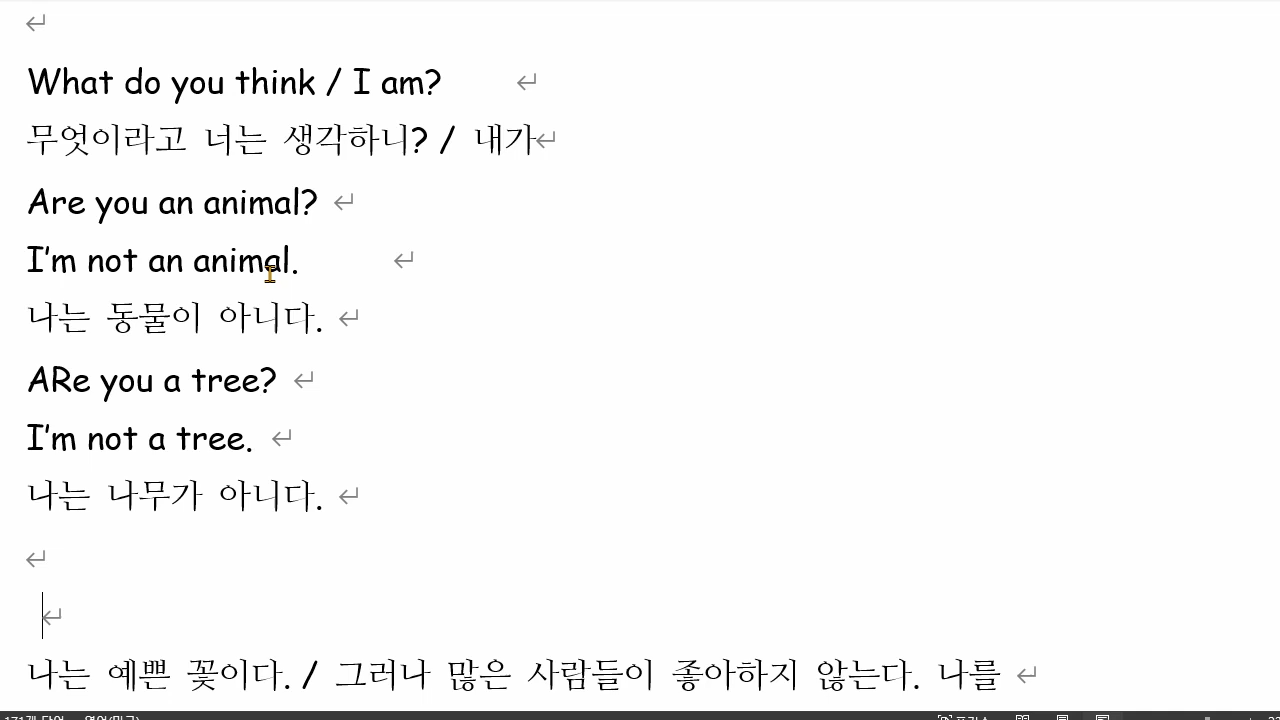 What do you think / I am?
무엇이라고 너는 생각하니? / 내가
Are you an animal?
I'm not an animal.
나는 동물이 아니다.
ARe you a tree?
I'm not a tree.
나는 나무가 아니다.
나는 예쁜 꽃이다. / 그러나 많은 사람들이 좋아하지 않는다. 나를